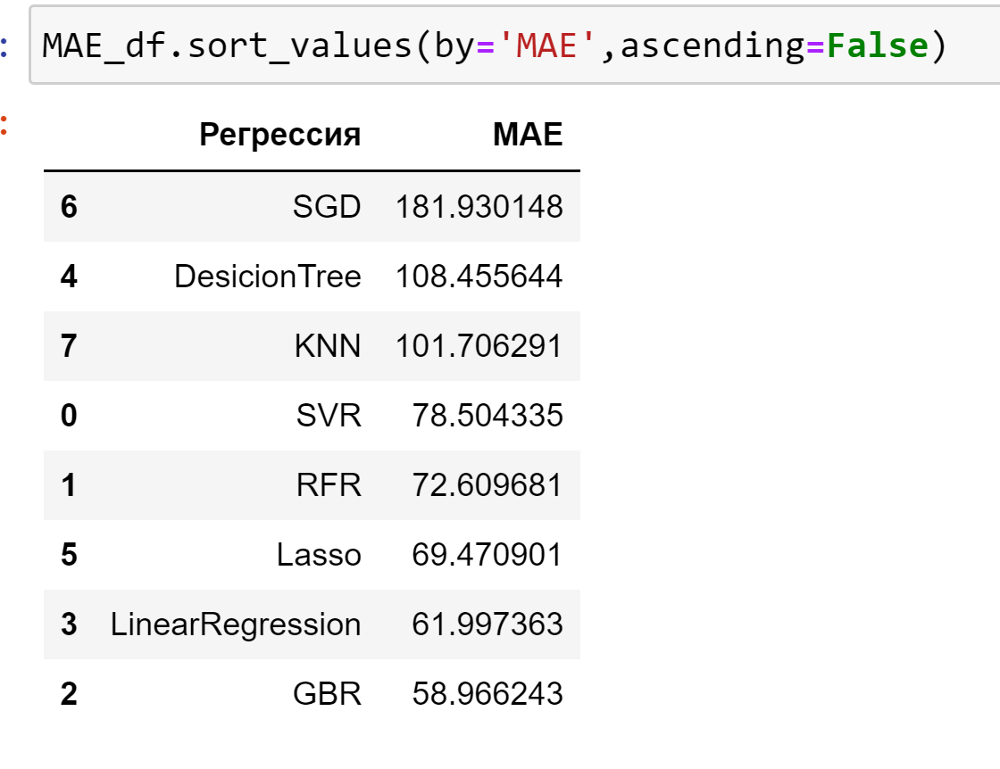 : MAE_df.sort_values(by='MAE',ascending=False)
:
Регрессия MAE
6 SGD 181.930148
4 DesicionTree 108.455644
7 KNN 101.706291
0 SVR 78.504335
1 RFR 72.609681
5 Lasso 69.470901
3 LinearRegression 61.997363
2 GBR 58.966243